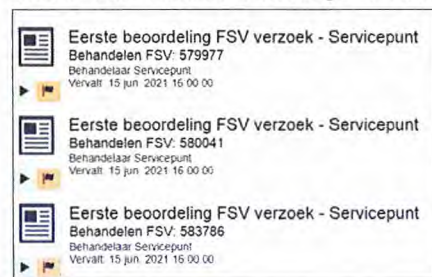 Eerste beoordeling FSV verzoek - Servicepunt
Behandelen FSV: 579977
Behandelaar Servicepunt
Vervalt: 15 jun. 2021 16 00 00
Eerste beoordeling FSV verzoek - Servicepunt
Behandelen FSV: 580041
Behandelaar Servicepunt
Vervalt: 15 jun. 2021 16 00 00
Eerste beoordeling FSV verzoek - Servicepunt
Behandelen FSV: 583786
Behandelaar Servicepunt
Vervalt: 15 jun. 2021 16 00 00